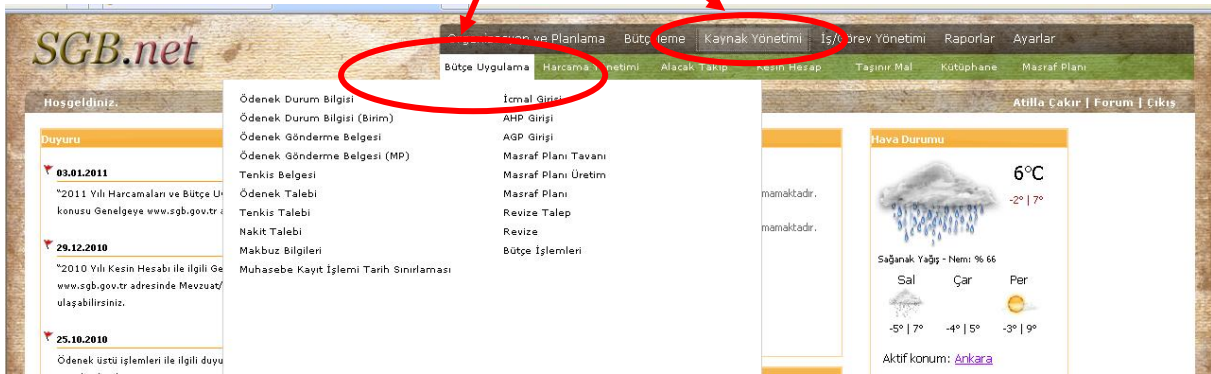 SGB.net
Organizasyon ve Planlama Bütçeleme Kaynak Yönetimi İş/Görev Yönetimi Raporlar Ayarlar
Bütçe Uygulama Harcama Yönetimi Alacak Takip Kesin Hesap Taşınır Mal Kütüphane Masraf Planı
Hoşgeldiniz.
Atilla Çakır | Forum | Çıkış
Ödenek Durum Bilgisi
Ödenek Durum Bilgisi (Birim)
Ödenek Gönderme Belgesi
Ödenek Gönderme Belgesi (MP)
Tenkis Belgesi
Ödenek Talebi
Tenkis Talebi
Nakit Talebi
Makbuz Bilgileri
Muhasebe Kayıt İşlemi Tarih Sınırlaması
İcmal Girişi
AHP Girişi
AGP Girişi
Masraf Planı Tavanı
Masraf Planı Üretim
Masraf Planı
Revize Talep
Revize
Bütçe İşlemleri
Duyuru
03.01.2011
"2011 Yılı Harcamaları ve Bütçe
konusu Genelgeye www.sgb.gov.tr
29.12.2010
"2010 Yılı Kesin Hesabı ile ilgili
www.sgb.gov.tr adresinde Mevzuat/
ulaşabilirsiniz.
25.10.2010
Ödenek üstü işlemleri ile ilgili
mamaktadır.
mamaktadır.
Hava Durumu
6°C
-2° | 7°
Sağanak Yağış - Nem: % 66
Sal Çar Per
-5° | 7° -4° | 5° -3° | 9°
Aktif konum: Ankara